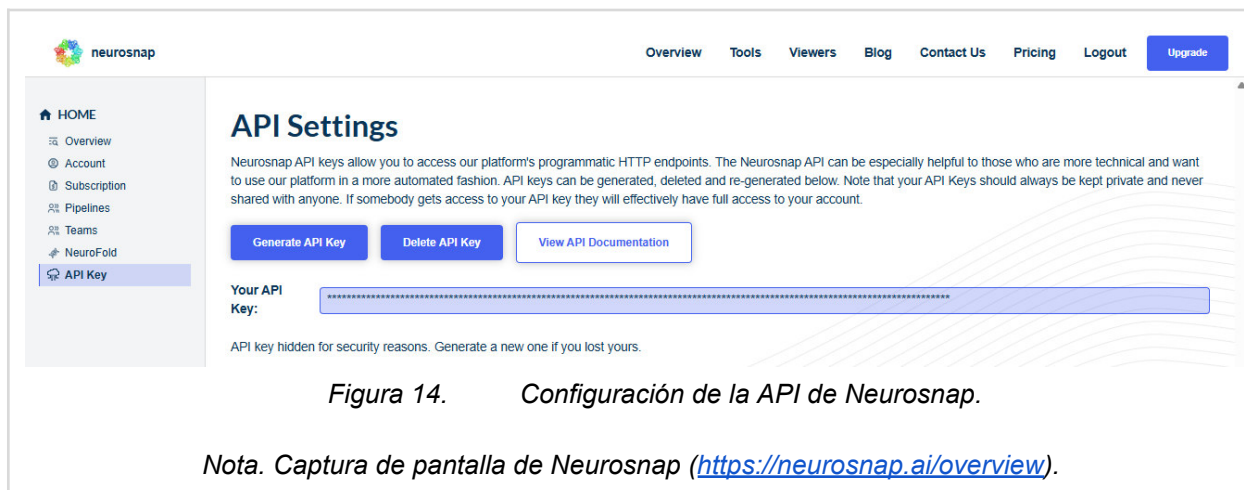 neurosnap
Overview Tools Viewers Blog Contact Us Pricing Logout Upgrade
HOME
Overview
Account
Subscription
Pipelines
Teams
NeuroFold
API Key
API Settings
Neurosnap API keys allow you to access our platform's programmatic HTTP endpoints. The Neurosnap API can be especially helpful to those who are more technical and want
to use our platform in a more automated fashion. API keys can be generated, deleted and re-generated below. Note that your API Keys should always be kept private and never
shared with anyone. If somebody gets access to your API key they will effectively have full access to your account.
Generate API Key Delete API Key View API Documentation
Your API
Key:
********************************************************************************************************************************
API key hidden for security reasons. Generate a new one if you lost yours.
Figura 14. Configuración de la API de Neurosnap.
Nota. Captura de pantalla de Neurosnap (https://neurosnap.ai/overview).